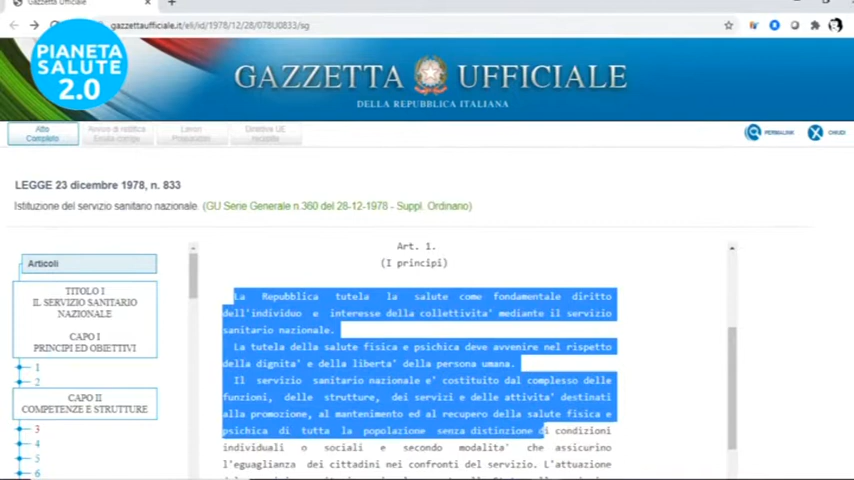 Gazzetta Ufficiale
gazzettaufficiale.it/eli/id/1978/12/28/078U0833/sg
PIANETA
SALUTE
2.0
GAZZETTA UFFICIALE
DELLA REPUBBLICA ITALIANA
Atto
Completo
Avviso di rettifica
Errata corrige
Lavori
Preparatori
Direttive UE
recepite
PERMALINK
CHIUDI
LEGGE 23 dicembre 1978, n. 833
Istituzione del servizio sanitario nazionale. (GU Serie Generale n.360 del 28-12-1978 - Suppl. Ordinario)
Articoli
TITOLO I
IL SERVIZIO SANITARIO
NAZIONALE
CAPO I
PRINCIPI ED OBIETTIVI
1
2
CAPO II
COMPETENZE E STRUTTURE
3
4
5
6
Art. 1.
(I principi)
La Repubblica tutela la salute come fondamentale diritto
dell'individuo e interesse della collettivita' mediante il servizio
sanitario nazionale.
La tutela della salute fisica e psichica deve avvenire nel rispetto
della dignita' e della liberta' della persona umana.
Il servizio sanitario nazionale e' costituito dal complesso delle
funzioni, delle strutture, dei servizi e delle attivita' destinati
alla promozione, al mantenimento ed al recupero della salute fisica e
psichica di tutta la popolazione senza distinzione di condizioni
individuali o sociali e secondo modalita' che assicurino
l'eguaglianza dei cittadini nei confronti del servizio. L'attuazione